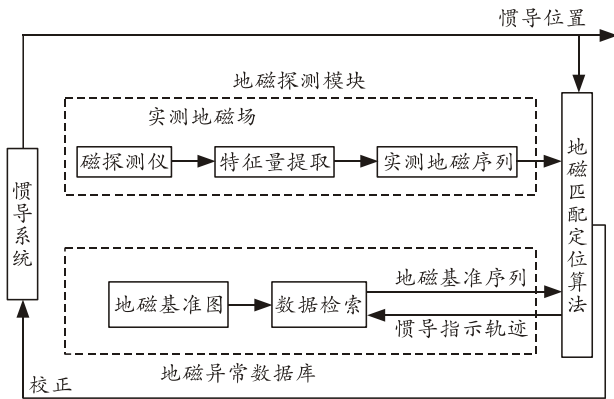 惯导位置
地磁探测模块
实测地磁场
磁探测仪
特征量提取
实测地磁序列
惯导系统
地磁匹配定位算法
地磁基准图
数据检索
地磁基准序列
惯导指示轨迹
地磁异常数据库
校正